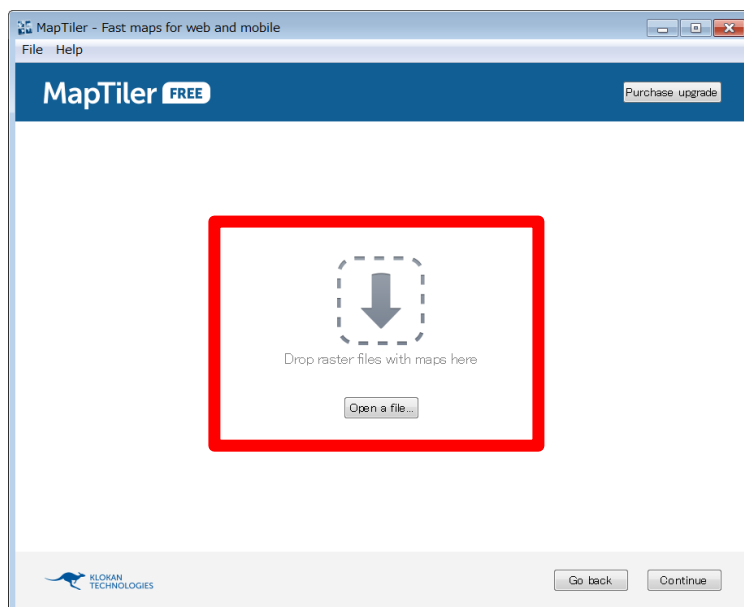 MapTiler - Fast maps for web and mobile
File Help
MapTiler FREE
Purchase upgrade
Drop raster files with maps here
Open a file...
KLOKAN
TECHNOLOGIES
Go back Continue